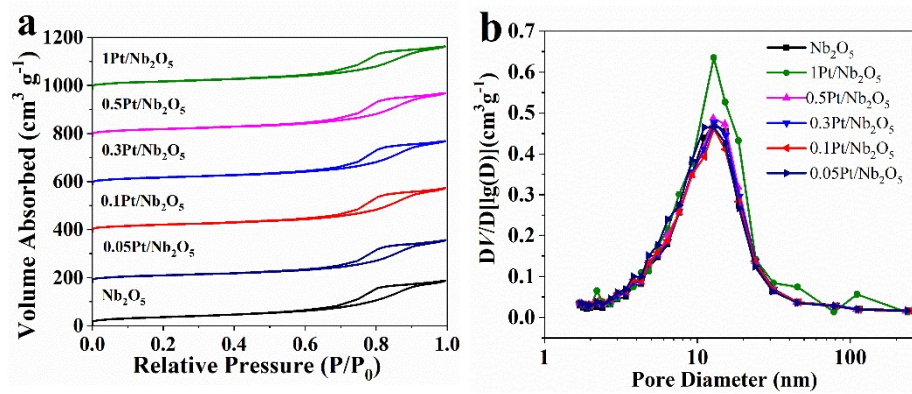 a
Volume Absorbed (cm³ g⁻¹)
1200
1000
800
600
400
200
0
1Pt/Nb₂O₅
0.5Pt/Nb₂O₅
0.3Pt/Nb₂O₅
0.1Pt/Nb₂O₅
0.05Pt/Nb₂O₅
Nb₂O₅
0.0 0.2 0.4 0.6 0.8 1.0
Relative Pressure (P/P₀)
b
DV/D[lg(D)](cm³g⁻¹)
0.7
0.6
0.5
0.4
0.3
0.2
0.1
0.0
Nb₂O₅
1Pt/Nb₂O₅
0.5Pt/Nb₂O₅
0.3Pt/Nb₂O₅
0.1Pt/Nb₂O₅
0.05Pt/Nb₂O₅
1 10 100
Pore Diameter (nm)